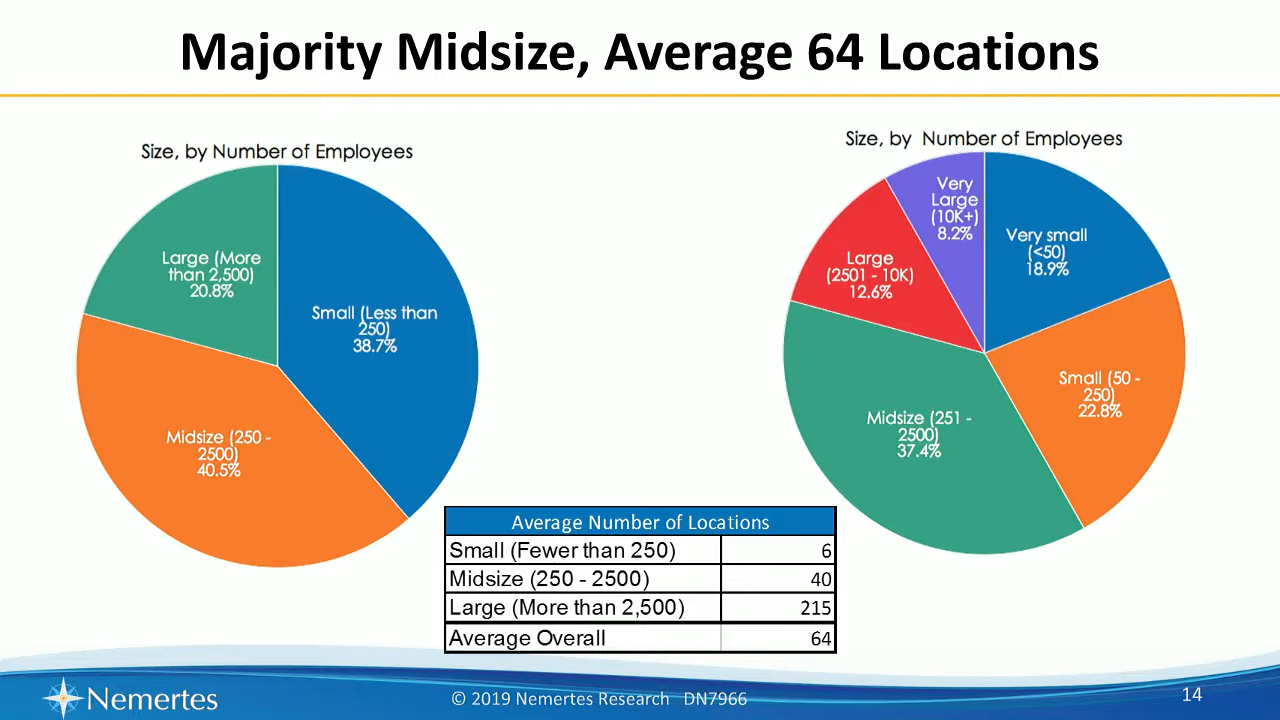 Majority Midsize, Average 64 Locations
Size, by Number of Employees
Large (More
than 2,500)
20.8%
Small (Less than
250)
38.7%
Midsize (250 -
2500)
40.5%
Size, by  Number of Employees
Very
Large
(10K+)
8.2%
Very small
(<50)
18.9%
Large
(2501 - 10K)
12.6%
Small (50 -
250)
22.8%
Midsize (251 -
2500)
37.4%
Average Number of Locations
Small (Fewer than 250) 6
Midsize (250 - 2500) 40
Large (More than 2,500) 215
Average Overall 64
Nemertes
© 2019 Nemertes Research DN7966
14